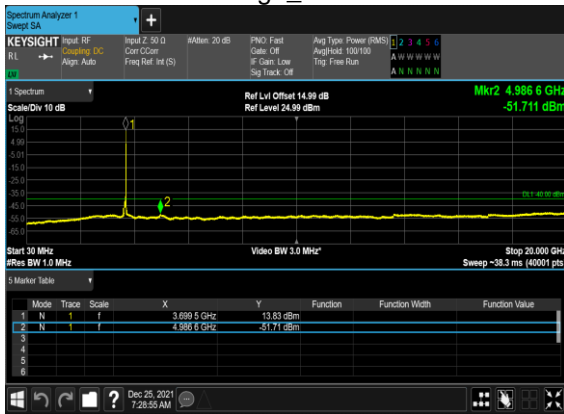 Spectrum Analyzer 1
Swept SA
+
KEYSIGHT
RL
Input: RF
Coupling: DC
Align: Auto
Input Z: 50 Ω
Corr CCorr
Freq Ref: Int (S)
#Atten: 20 dB
PNO: Fast
Gate: Off
IF Gain: Low
Sig Track: Off
Avg Type: Power (RMS)
Avg|Hold: 100/100
Trig: Free Run
1 2 3 4 5 6
A W W W W W
A N N N N N
1 Spectrum
Scale/Div 10 dB
Ref Lvl Offset 14.99 dB
Ref Level 24.99 dBm
Mkr2 4.986 6 GHz
-51.711 dBm
Log
15.0
4.99
-5.01
-15.0
-25.0
-35.0
-45.0
-55.0
-65.0
1
2
DL1 -40.00 dBm
Start 30 MHz
#Res BW 1.0 MHz
Video BW 3.0 MHz*
Stop 20.000 GHz
Sweep ~38.3 ms (40001 pts)
5 Marker Table
Mode Trace Scale X Y Function Function Width Function Value
1 N 1 f 3.699 5 GHz 13.83 dBm
2 N 1 f 4.986 6 GHz -51.71 dBm
3
4
5
6
?
Dec 25, 2021
7:28:55 AM